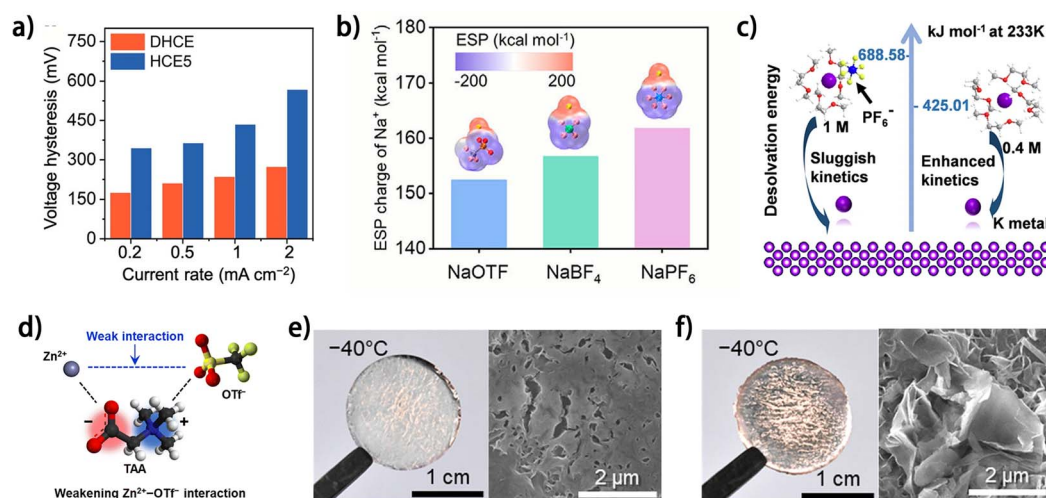 a)
DHCE
HCE5
Voltage hysteresis (mV)
750
600
450
300
150
0
0.2 0.5 1 2
Current rate (mA cm⁻²)
b)
ESP (kcal mol⁻¹)
-200 200
ESP charge of Na⁺ (kcal mol⁻¹)
180
170
160
150
140
NaOTF NaBF₄ NaPF₆
c)
kJ mol⁻¹ at 233K
688.58
425.01
Desolvation energy
1 M
PF₆⁻
0.4 M
Sluggish
kinetics
Enhanced
kinetics
K metal
d)
Weak interaction
Zn²⁺
OTf⁻
−
+
TAA
Weakening Zn²⁺−OTf⁻ interaction
e)
−40°C
1 cm
2 µm
f)
−40°C
1 cm
2 µm